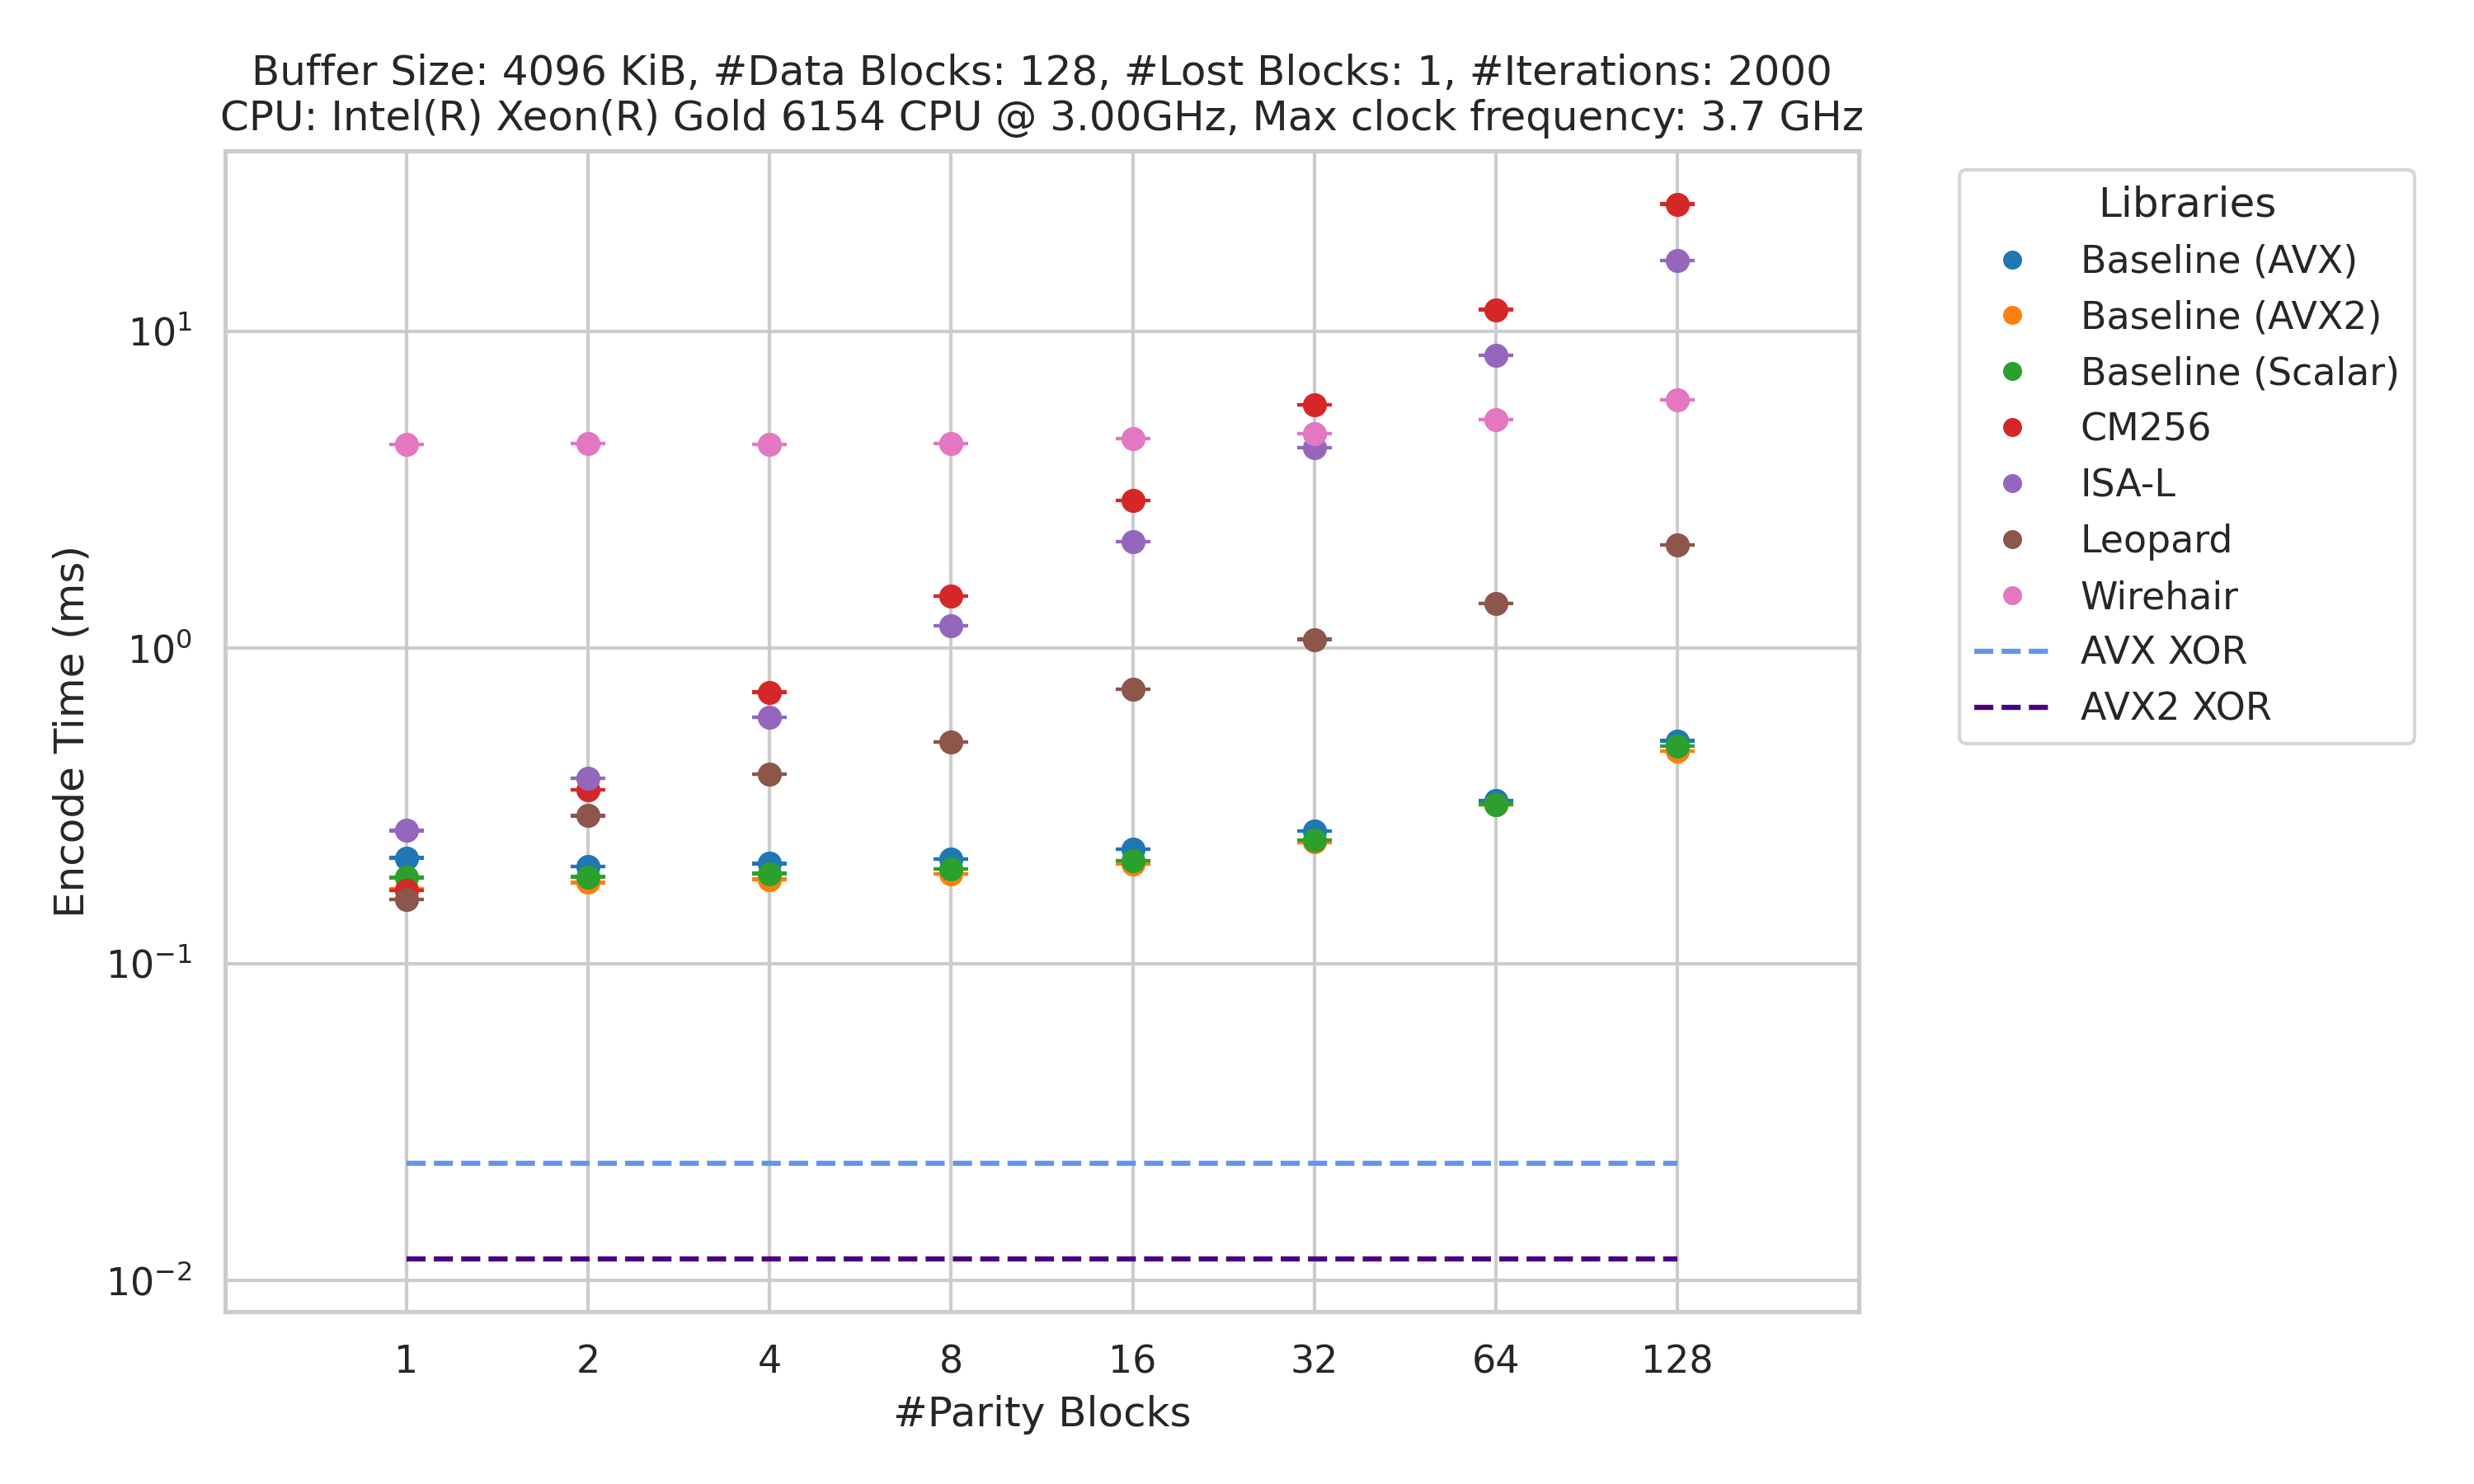 Buffer Size: 4096 KiB, #Data Blocks: 128, #Lost Blocks: 1, #Iterations: 2000
CPU: Intel(R) Xeon(R) Gold 6154 CPU @ 3.00GHz, Max clock frequency: 3.7 GHz
Encode Time (ms)
10¹
10⁰
10⁻¹
10⁻²
1 2 4 8 16 32 64 128
#Parity Blocks
Libraries
Baseline (AVX)
Baseline (AVX2)
Baseline (Scalar)
CM256
ISA-L
Leopard
Wirehair
AVX XOR
AVX2 XOR